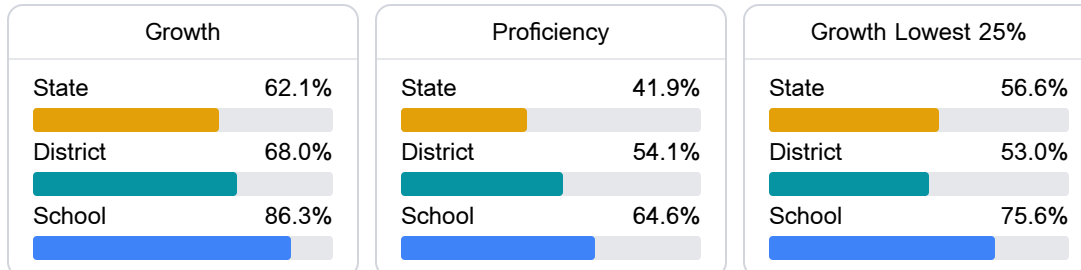 Growth
State 62.1%
District 68.0%
School 86.3%
Proficiency
State 41.9%
District 54.1%
School 64.6%
Growth Lowest 25%
State 56.6%
District 53.0%
School 75.6%